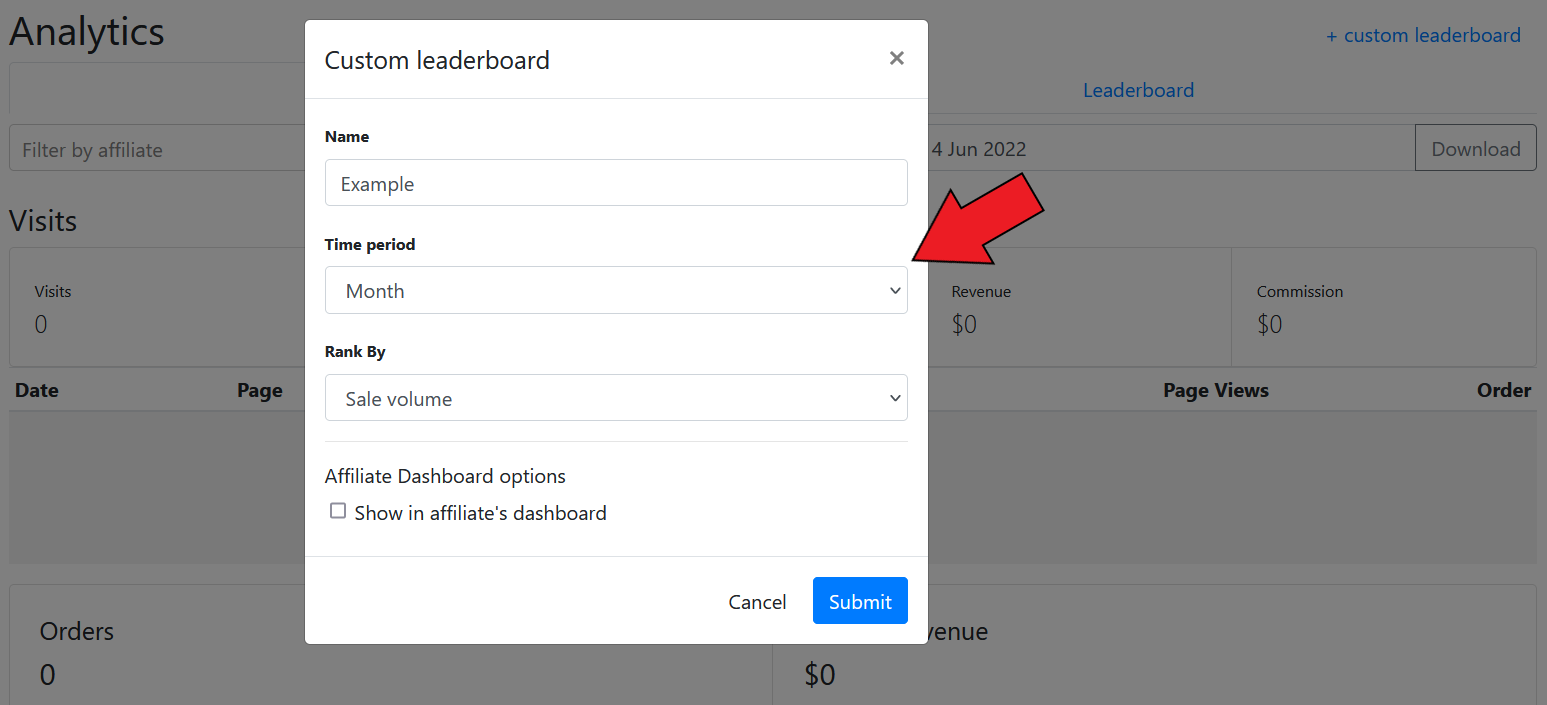 Analytics
+ custom leaderboard
Leaderboard
Filter by affiliate
4 Jun 2022
Download
Custom leaderboard
×
Name
Example
Time period
Month
Rank By
Sale volume
Affiliate Dashboard options
Show in affiliate's dashboard
Cancel
Submit
Visits
Visits
0
Revenue
$0
Commission
$0
Date
Page
Page Views
Order
Orders
0
venue
$0